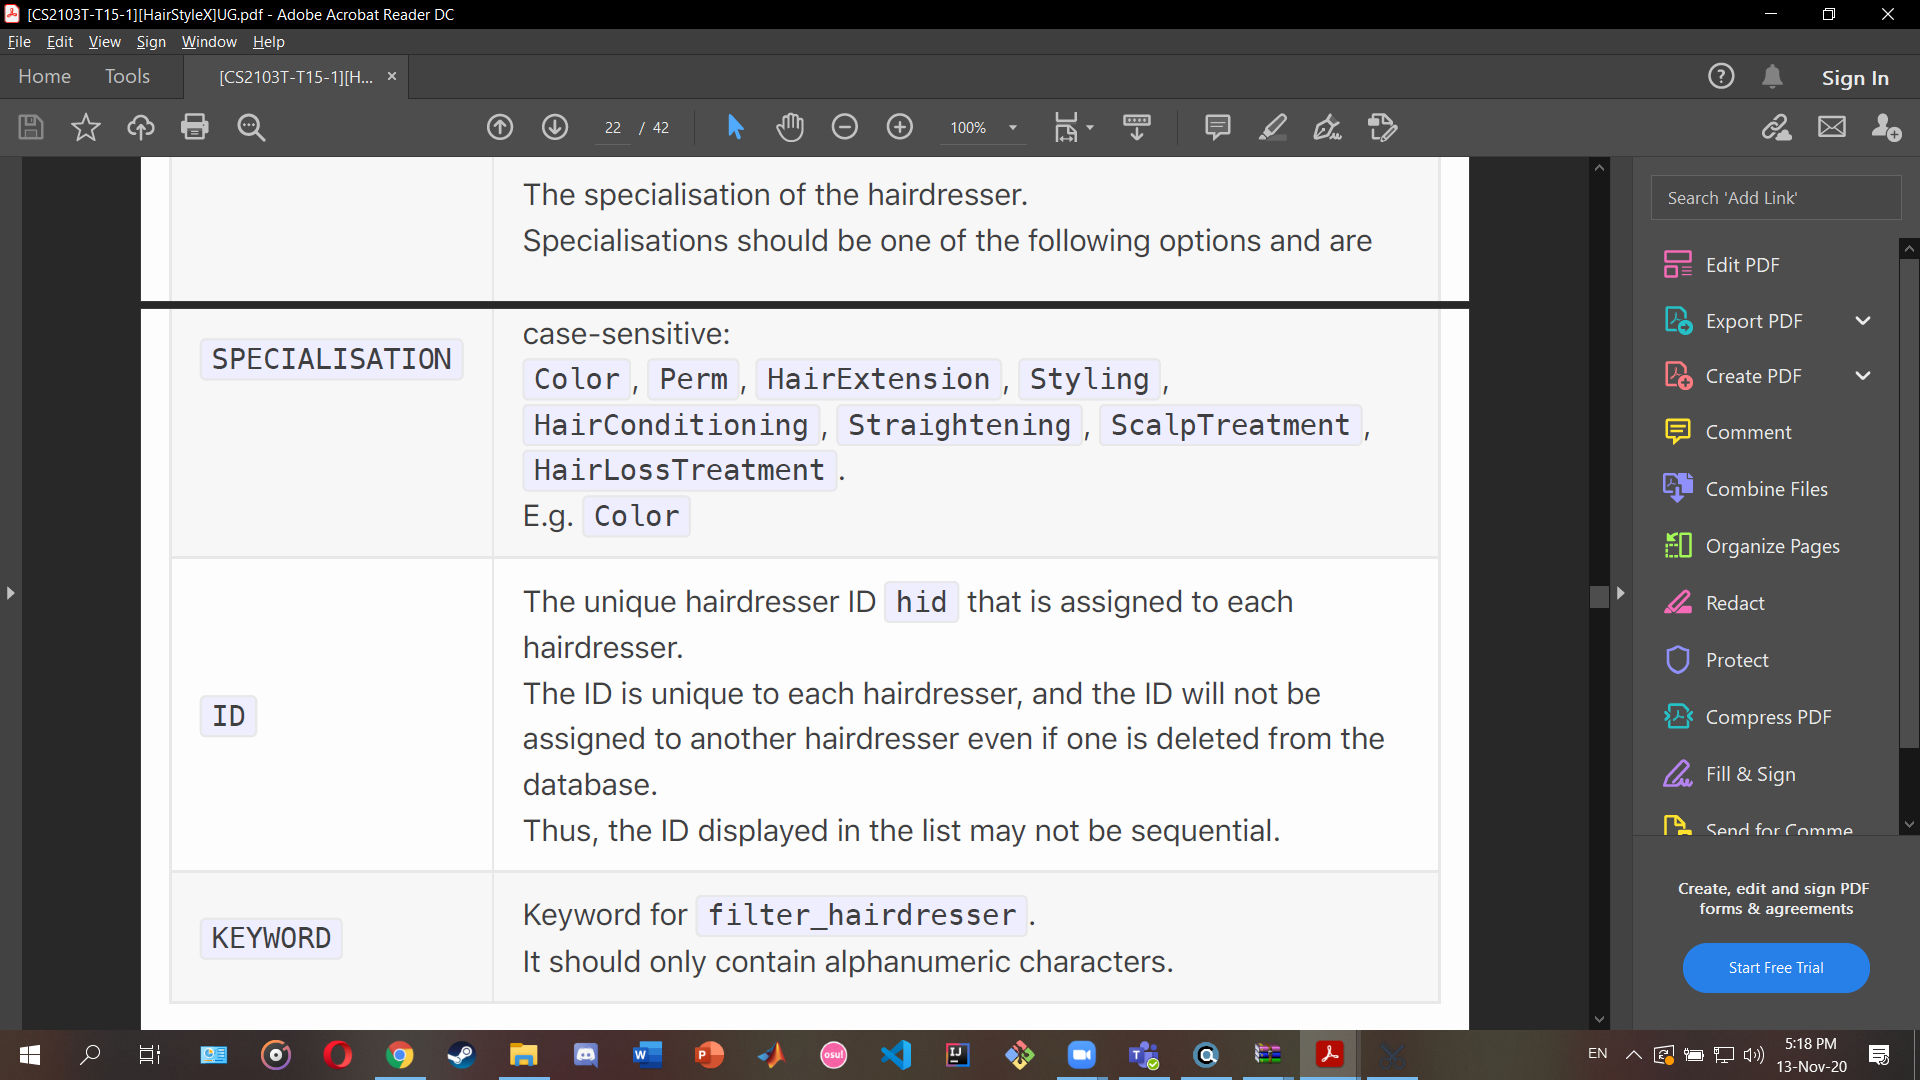 [CS2103T-T15-1][HairStyleX]UG.pdf - Adobe Acrobat Reader DC
File Edit View Sign Window Help
Home Tools [CS2103T-T15-1][H... × Sign In
22 / 42 100%
The specialisation of the hairdresser.
Specialisations should be one of the following options and are
SPECIALISATION
case-sensitive:
Color, Perm, HairExtension, Styling,
HairConditioning, Straightening, ScalpTreatment,
HairLossTreatment.
E.g. Color
ID
The unique hairdresser ID hid that is assigned to each
hairdresser.
The ID is unique to each hairdresser, and the ID will not be
assigned to another hairdresser even if one is deleted from the
database.
Thus, the ID displayed in the list may not be sequential.
KEYWORD
Keyword for filter_hairdresser.
It should only contain alphanumeric characters.
Search 'Add Link'
Edit PDF
Export PDF
Create PDF
Comment
Combine Files
Organize Pages
Redact
Protect
Compress PDF
Fill & Sign
Send for Comme
Create, edit and sign PDF
forms & agreements
Start Free Trial
osu!
EN
5:18 PM
13-Nov-20